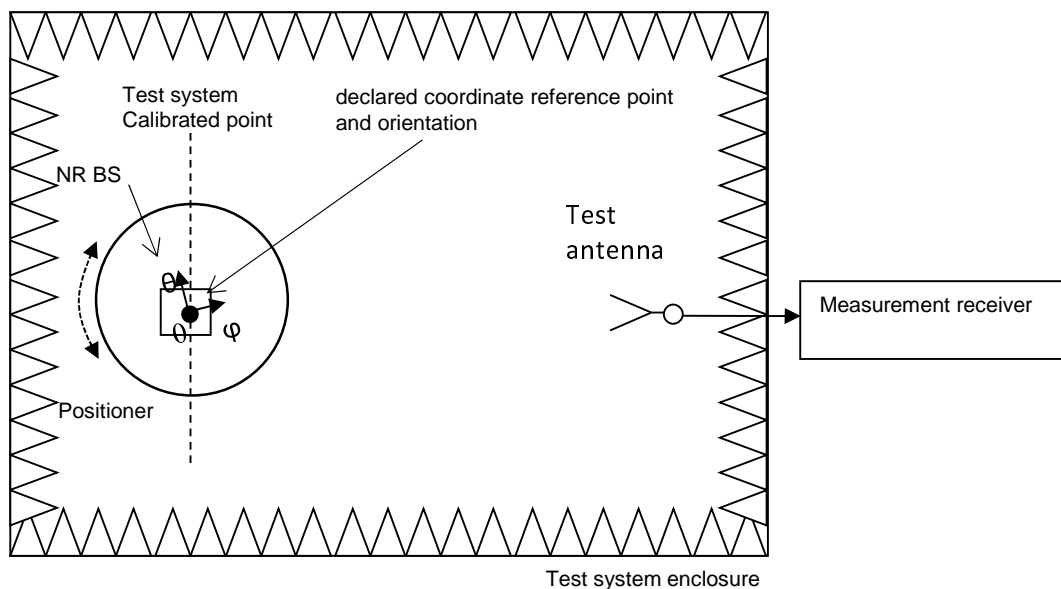 Test system
Calibrated point
declared coordinate reference point
and orientation
NR BS
Test
antenna
θ
θ
φ
Measurement receiver
Positioner
Test system enclosure